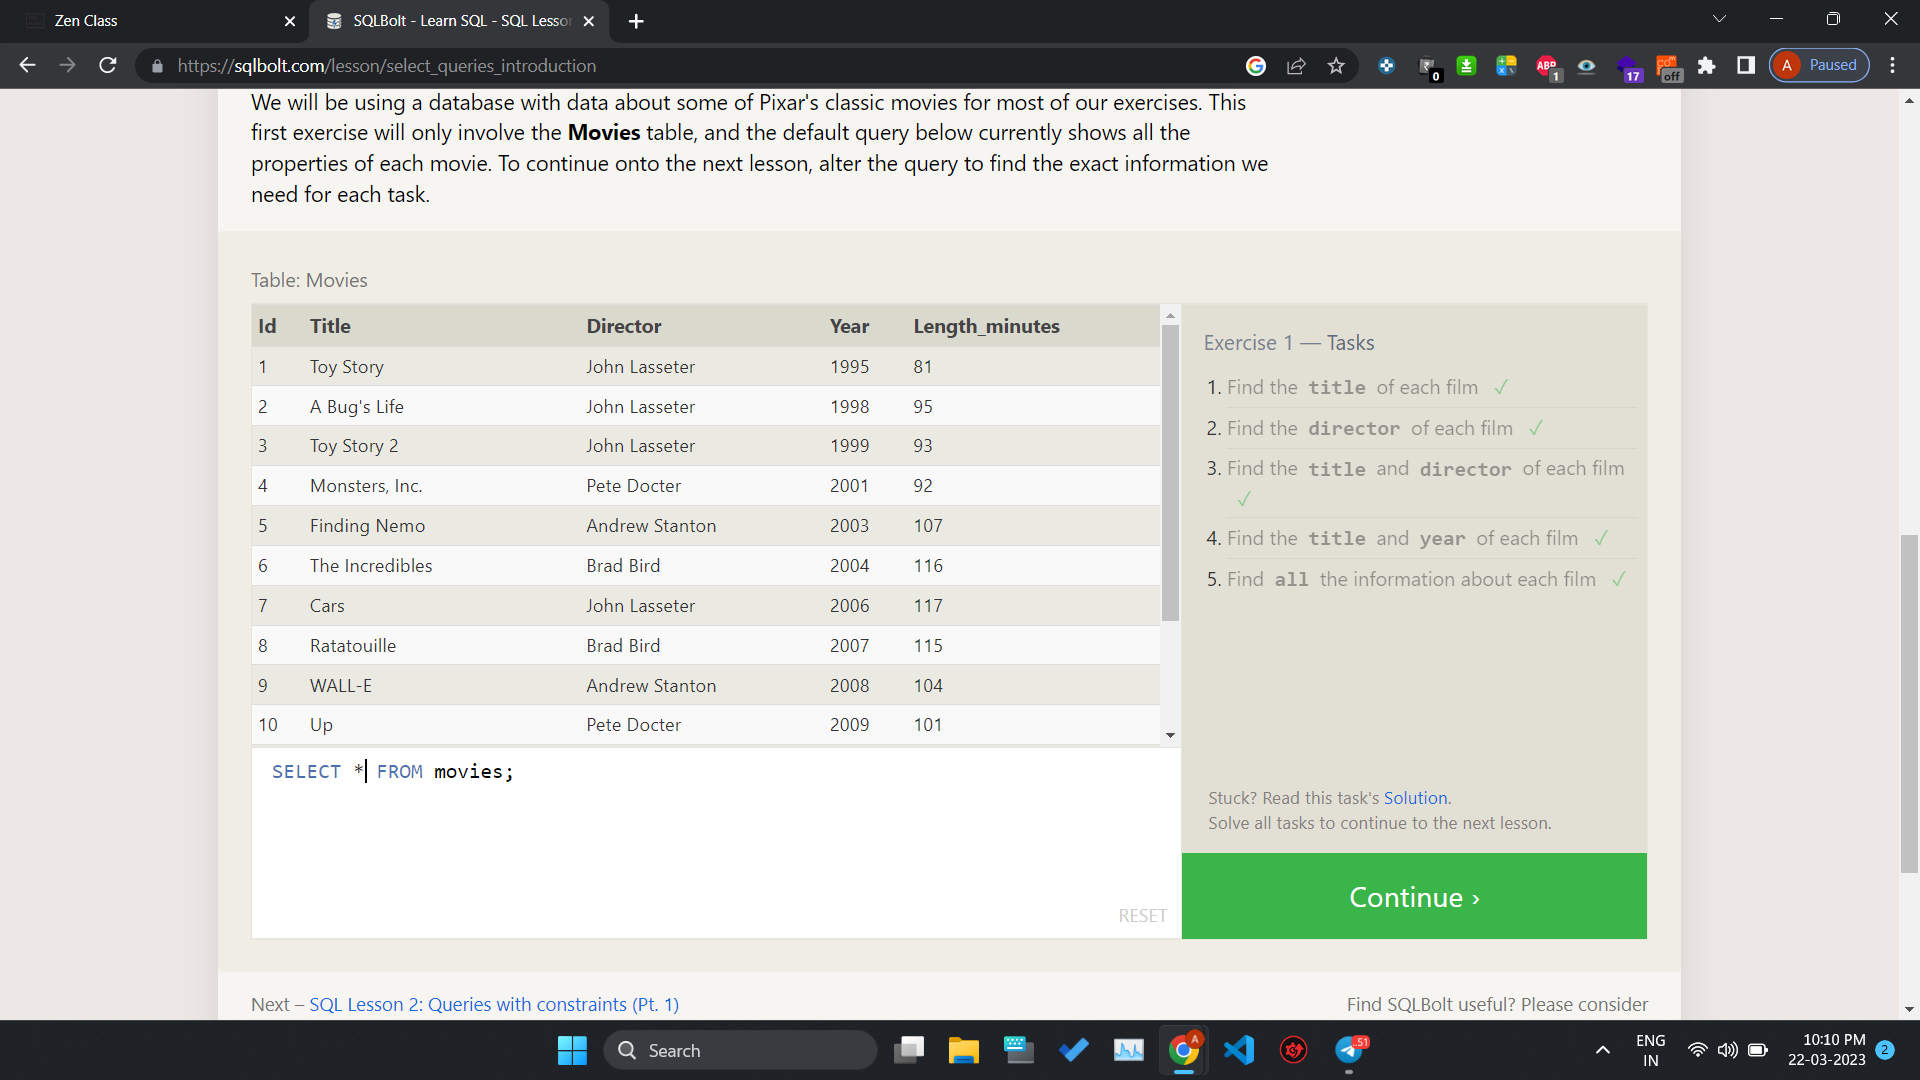 Zen Class
SQLBolt - Learn SQL - SQL Lesson
https://sqlbolt.com/lesson/select_queries_introduction
0
ABP
1
17
off
A Paused
We will be using a database with data about some of Pixar's classic movies for most of our exercises. This
first exercise will only involve the Movies table, and the default query below currently shows all the
properties of each movie. To continue onto the next lesson, alter the query to find the exact information we
need for each task.
Table: Movies
Id Title Director Year Length_minutes
1 Toy Story John Lasseter 1995 81
2 A Bug's Life John Lasseter 1998 95
3 Toy Story 2 John Lasseter 1999 93
4 Monsters, Inc. Pete Docter 2001 92
5 Finding Nemo Andrew Stanton 2003 107
6 The Incredibles Brad Bird 2004 116
7 Cars John Lasseter 2006 117
8 Ratatouille Brad Bird 2007 115
9 WALL-E Andrew Stanton 2008 104
10 Up Pete Docter 2009 101
SELECT * FROM movies;
RESET
Exercise 1 — Tasks
1. Find the title of each film ✓
2. Find the director of each film ✓
3. Find the title and director of each film
✓
4. Find the title and year of each film ✓
5. Find all the information about each film ✓
Stuck? Read this task's Solution.
Solve all tasks to continue to the next lesson.
Continue ›
Next – SQL Lesson 2: Queries with constraints (Pt. 1)
Find SQLBolt useful? Please consider
Search
A
51
ENG
IN
10:10 PM
22-03-2023
2